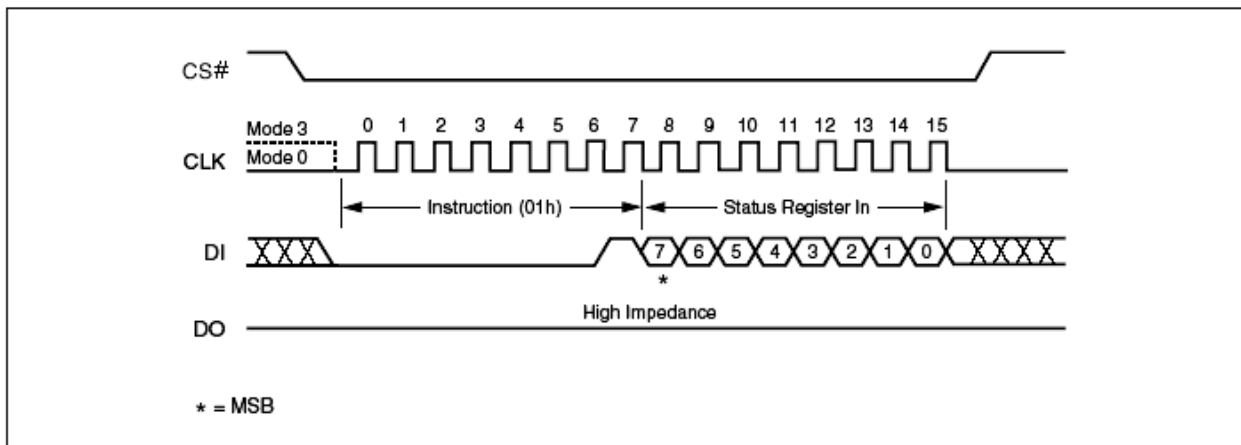 CS#
Mode 3 0 1 2 3 4 5 6 7 8 9 10 11 12 13 14 15
CLK Mode 0
Instruction (01h) Status Register In
DI 7 6 5 4 3 2 1 0
*
High Impedance
DO
* = MSB